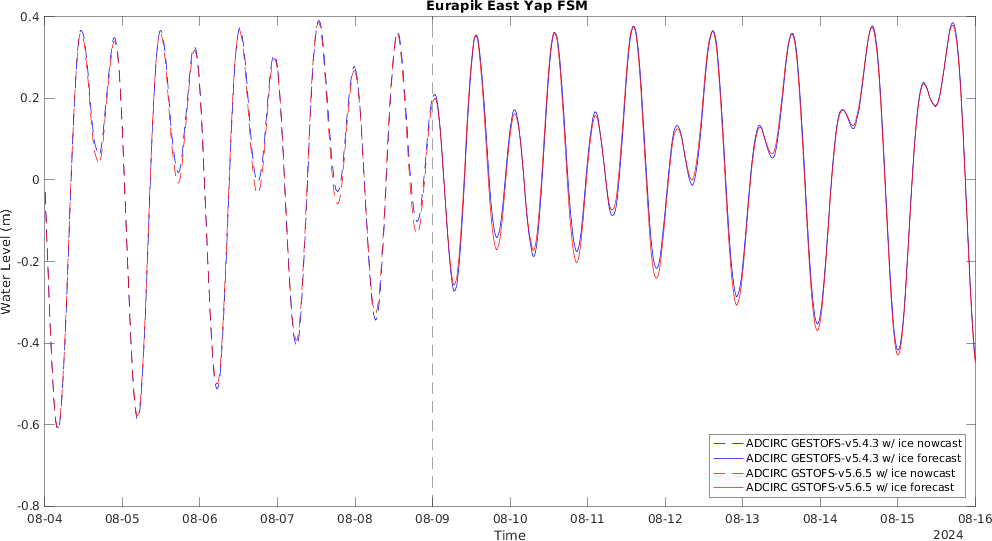 Eurapik East Yap FSM
0.4
0.2
0
-0.2
-0.4
-0.6
-0.8
Water Level (m)
ADCIRC GESTOFS-v5.4.3 w/ ice nowcast
ADCIRC GESTOFS-v5.4.3 w/ ice forecast
ADCIRC GSTOFS-v5.6.5 w/ ice nowcast
ADCIRC GSTOFS-v5.6.5 w/ ice forecast
08-04 08-05 08-06 08-07 08-08 08-09 08-10 08-11 08-12 08-13 08-14 08-15 08-16
Time
2024